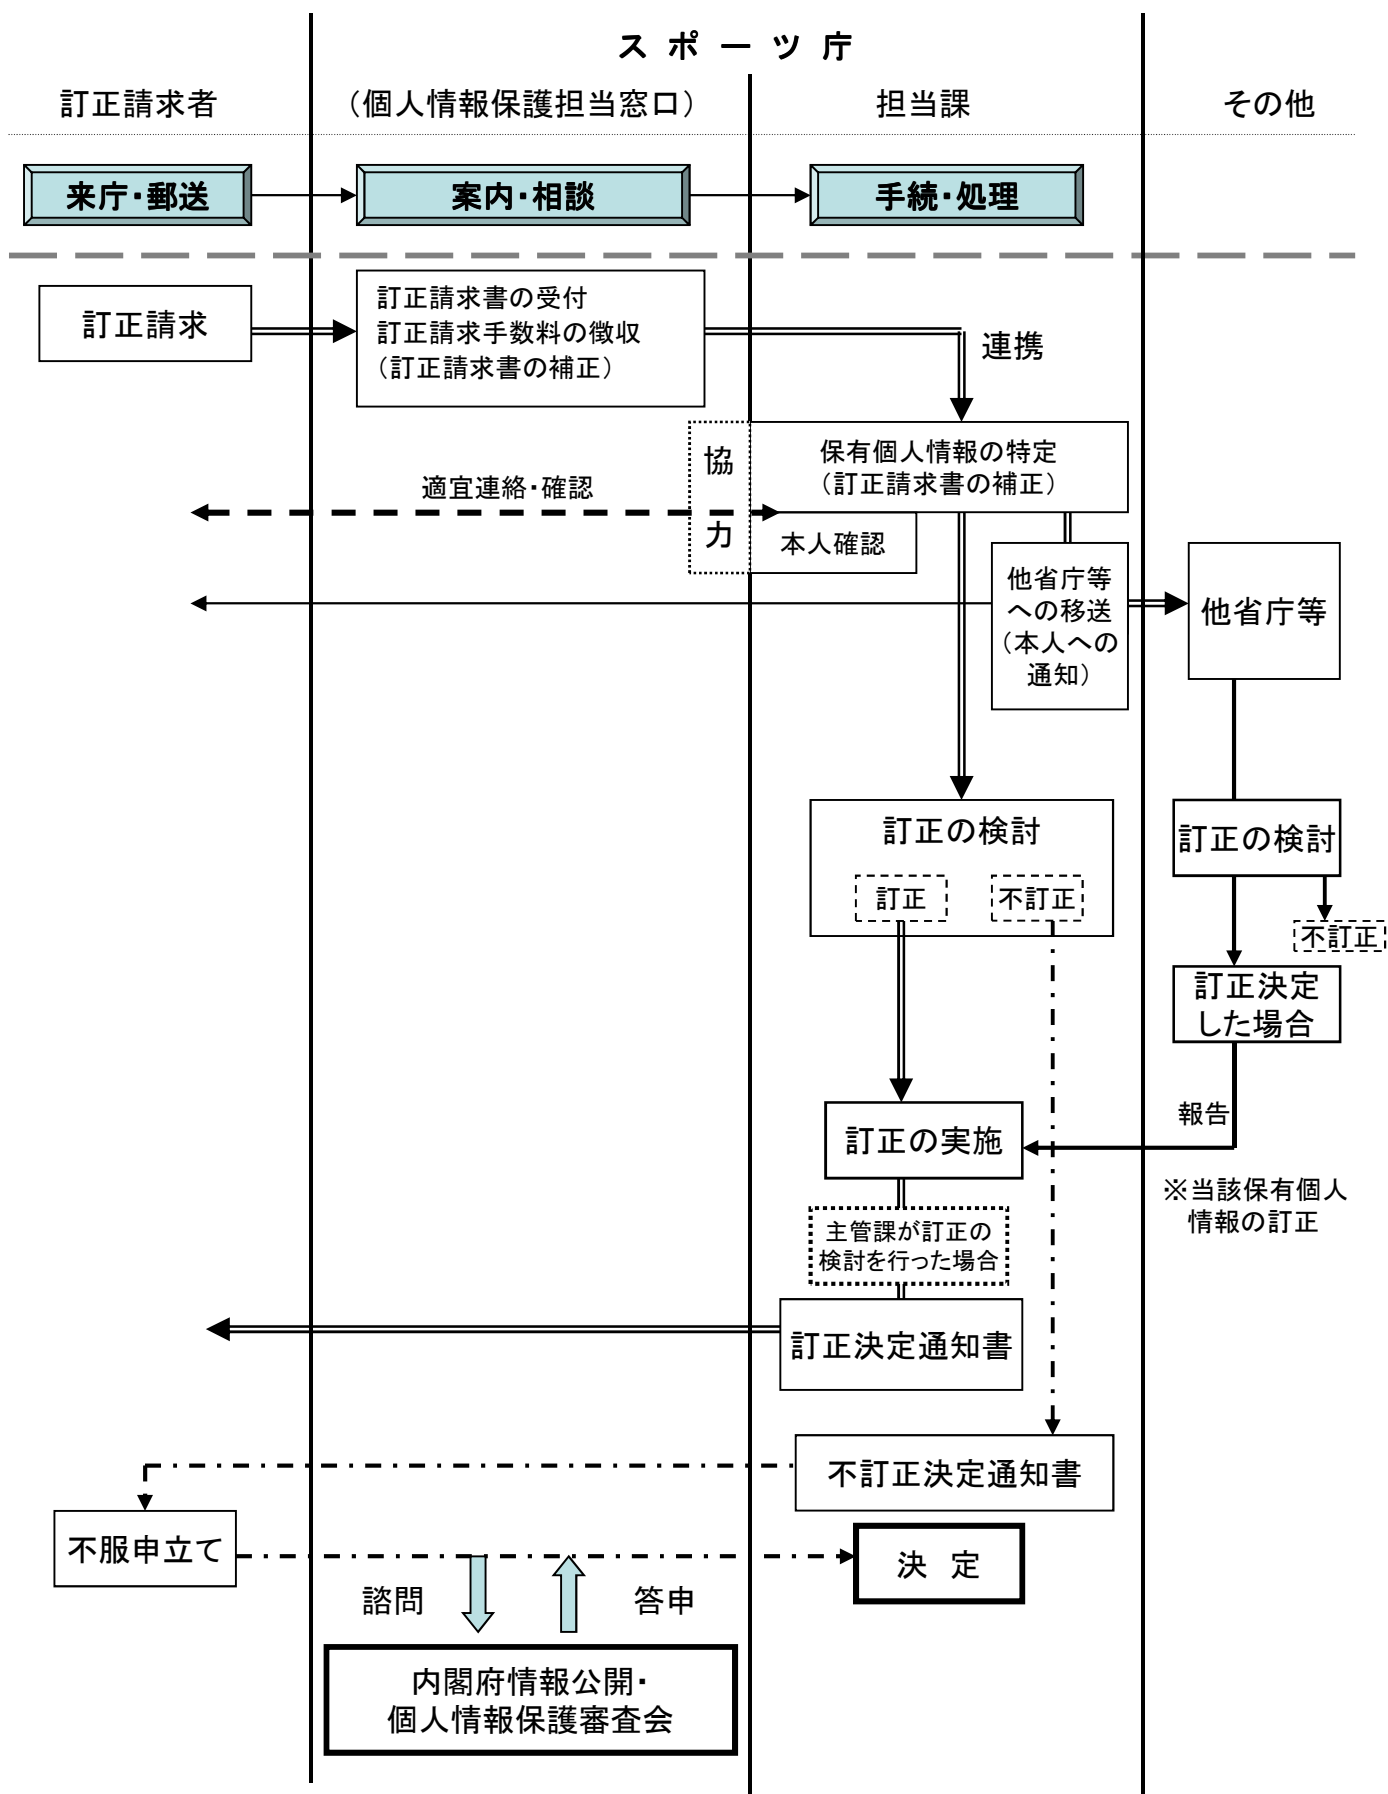 スポーツ庁
訂正請求者
（個人情報保護担当窓口）
担当課
その他
来庁・郵送
案内・相談
手続・処理
訂正請求
訂正請求書の受付
訂正請求手数料の徴収
（訂正請求書の補正）
連携
協
力
保有個人情報の特定
（訂正請求書の補正）
適宜連絡・確認
本人確認
他省庁等
への移送
（本人への
通知）
他省庁等
訂正の検討
訂正
不訂正
訂正の検討
不訂正
訂正決定
した場合
訂正の実施
報告
※当該保有個人
情報の訂正
主管課が訂正の
検討を行った場合
訂正決定通知書
不訂正決定通知書
不服申立て
決　定
諮問
答申
内閣府情報公開・
個人情報保護審査会